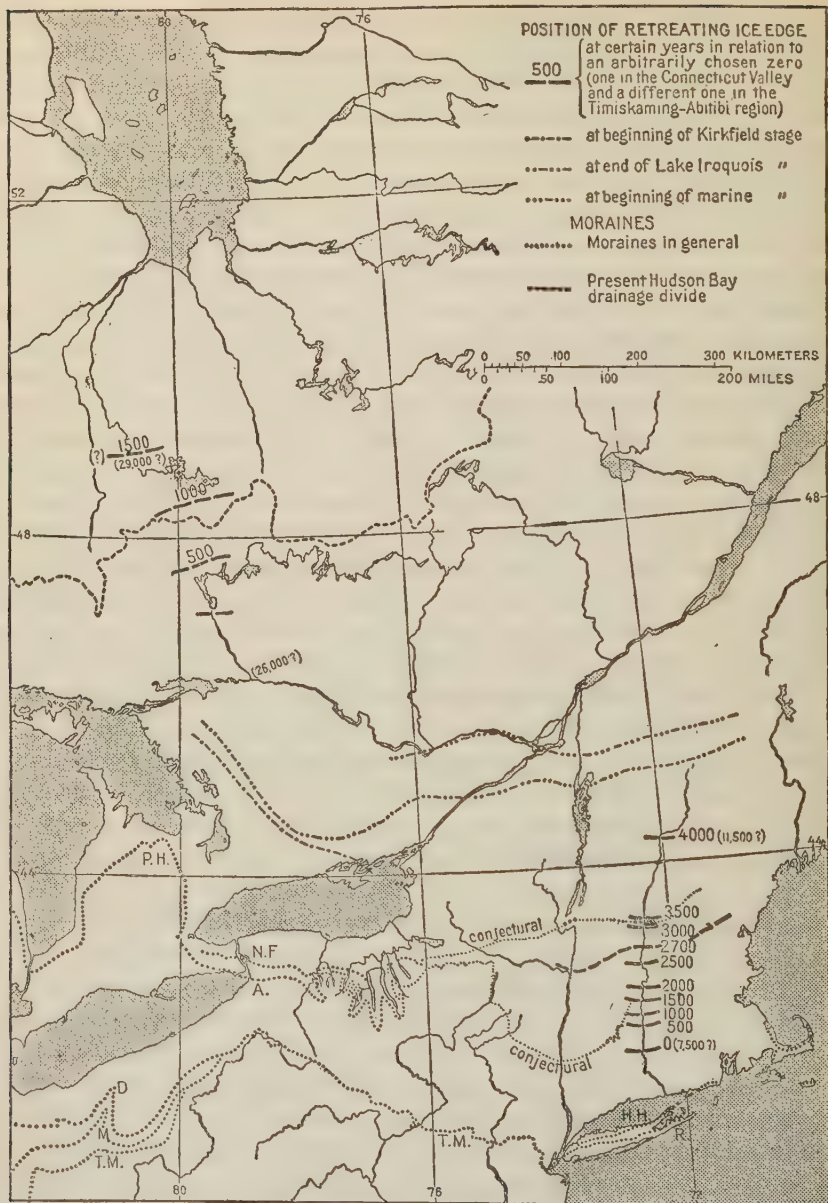 80
76
POSITION OF RETREATING ICE EDGE
500
at certain years in relation to
an arbitrarily chosen zero
(one in the Connecticut Valley
and a different one in the
Timiskaming-Abitibi region)
at beginning of Kirkfield stage
at end of Lake Iroquois "
at beginning of marine "
MORAINES
Moraines in general
Present Hudson Bay
drainage divide
52
0 50 100 200 300 KILOMETERS
0 50 100 200 MILES
(?)
1500
(29,000?)
1000
48
48
500
0
(26,000?)
4000 (11,500?)
P.H.
44
44
conjectural
3500
3000
2700
2500
N.F
A.
2000
1500
1000
500
0 (7,500?)
conjectural
D
M.
T.M.
T.M.
H.H.
R.
80
76
72